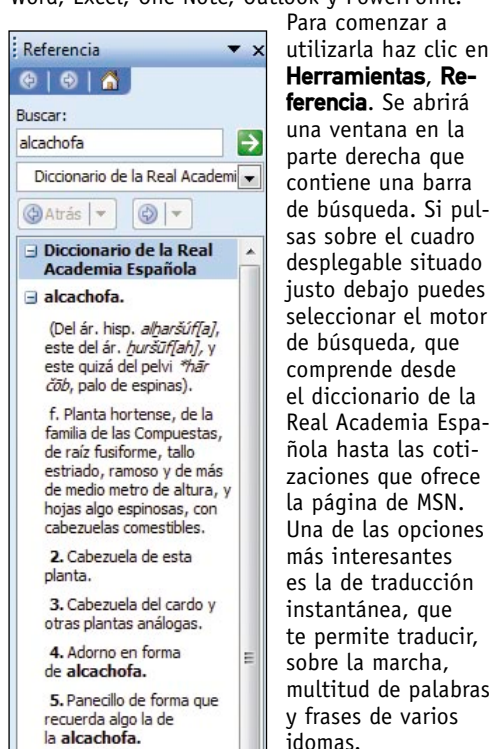 Word, Excel, One Note, Outlook y PowerPoint.
Referencia
Buscar:
alcachofa
Diccionario de la Real Academi
Atrás
Diccionario de la Real
Academia Española
alcachofa.
(Del ár. hisp. alẖaršúf[a],
este del ár. ẖuršūf[ah], y
este quizá del pelvi *hār
čōb, palo de espinas).
f. Planta hortense, de la
familia de las Compuestas,
de raíz fusiforme, tallo
estriado, ramoso y de más
de medio metro de altura, y
hojas algo espinosas, con
cabezuelas comestibles.
2. Cabezuela de esta
planta.
3. Cabezuela del cardo y
otras plantas análogas.
4. Adorno en forma
de alcachofa.
5. Panecillo de forma que
recuerda algo la de
la alcachofa.
Para comenzar a
utilizarla haz clic en
Herramientas, Re-
ferencia. Se abrirá
una ventana en la
parte derecha que
contiene una barra
de búsqueda. Si pul-
sas sobre el cuadro
desplegable situado
justo debajo puedes
seleccionar el motor
de búsqueda, que
comprende desde
el diccionario de la
Real Academia Espa-
ñola hasta las coti-
zaciones que ofrece
la página de MSN.
Una de las opciones
más interesantes
es la de traducción
instantánea, que
te permite traducir,
sobre la marcha,
multitud de palabras
y frases de varios
idomas.